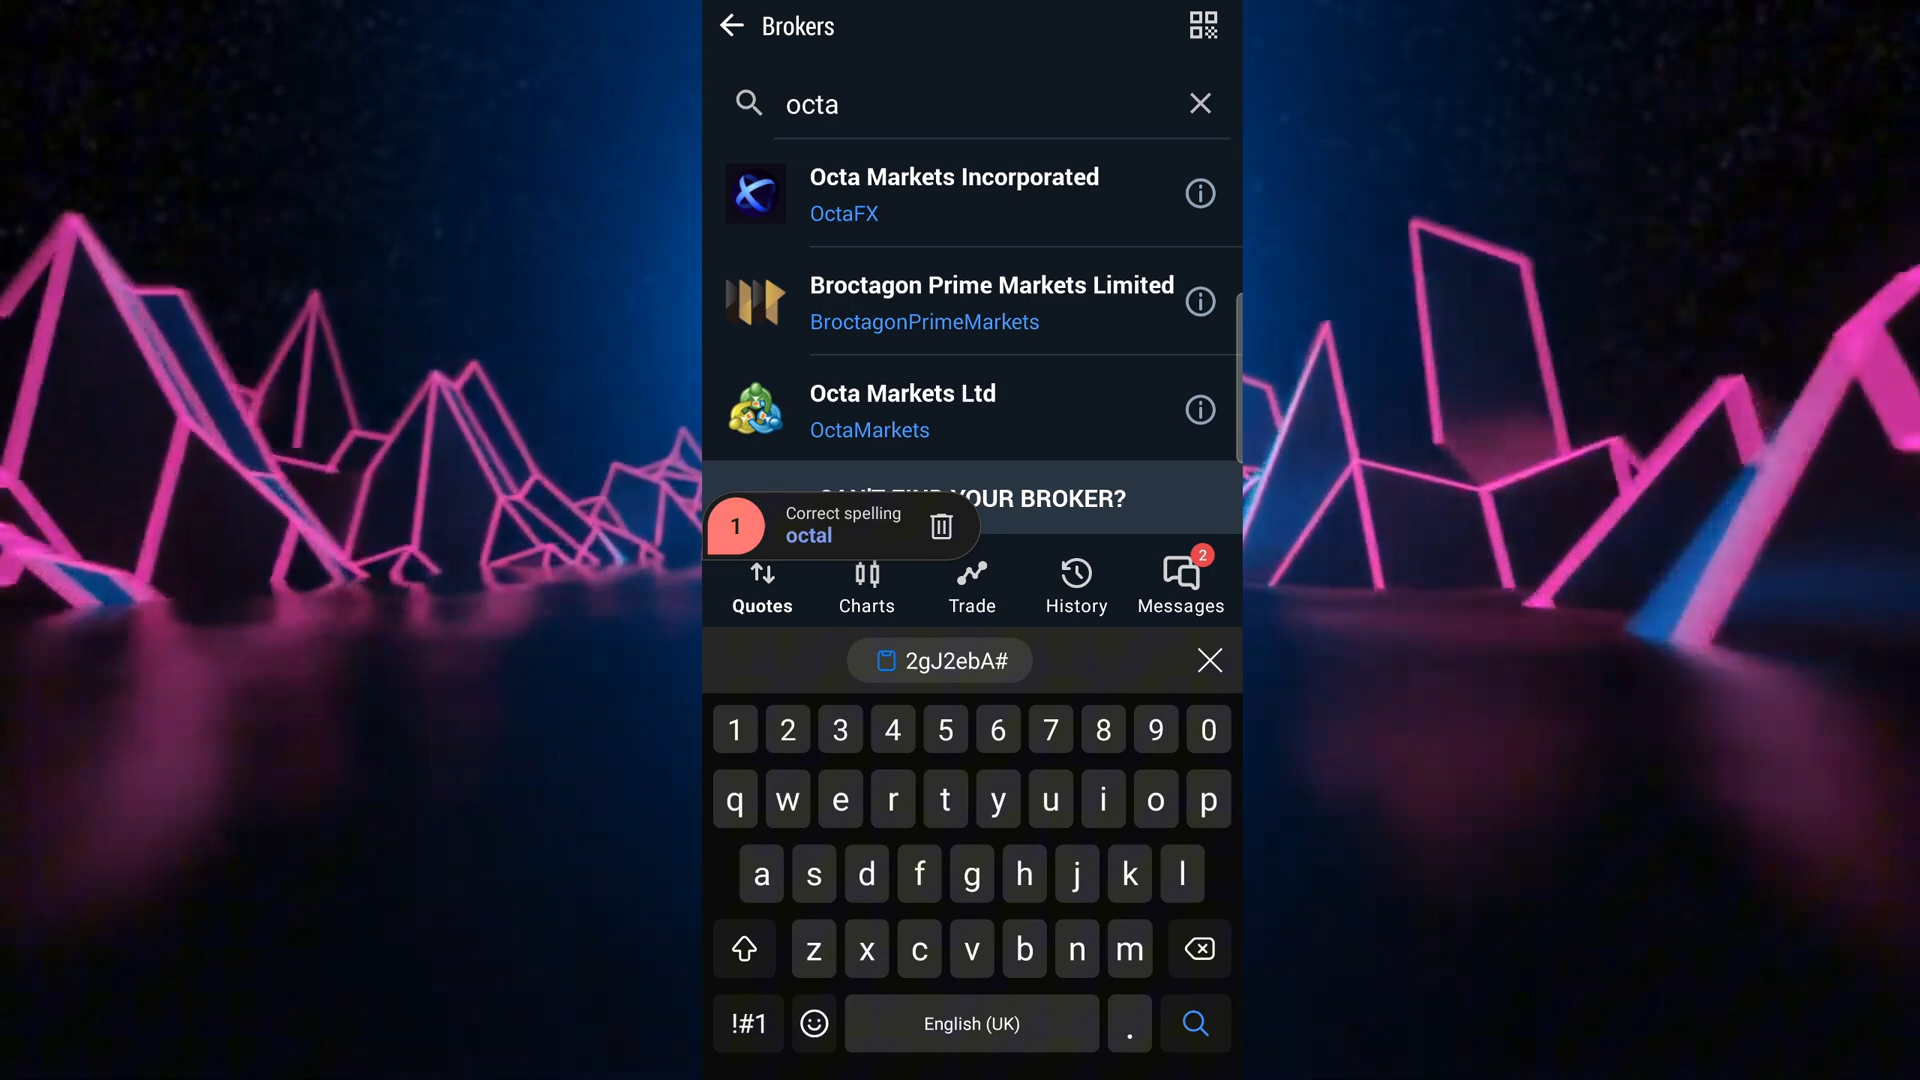 Brokers
octa
Octa Markets Incorporated
OctaFX
Broctagon Prime Markets Limited
BroctagonPrimeMarkets
Octa Markets Ltd
OctaMarkets
YOUR BROKER?
1
Correct spelling
octal
2
Quotes Charts Trade History Messages
2gJ2ebA#
1 2 3 4 5 6 7 8 9 0
q w e r t y u i o p
a s d f g h j k l
z x c v b n m
!#1 English (UK) .